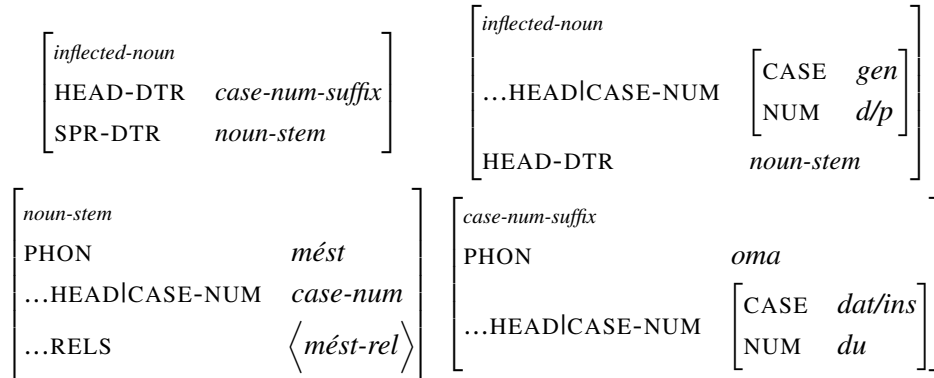 inflected-noun
HEAD-DTR case-num-suffix
SPR-DTR noun-stem
inflected-noun
...HEAD|CASE-NUM
CASE gen
NUM d/p
HEAD-DTR noun-stem
noun-stem
PHON mést
...HEAD|CASE-NUM case-num
...RELS ⟨mést-rel⟩
case-num-suffix
PHON oma
...HEAD|CASE-NUM
CASE dat/ins
NUM du